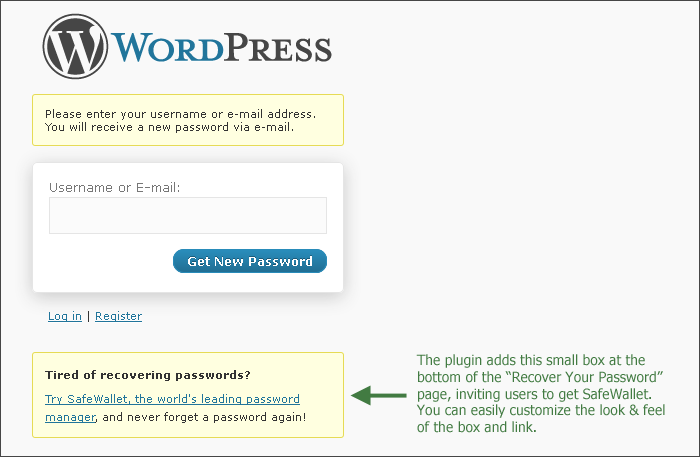 WORDPRESS
Please enter your username or e-mail address.
You will receive a new password via e-mail.
Username or E-mail:
Get New Password
Log in | Register
Tired of recovering passwords?
Try SafeWallet, the world's leading password
manager, and never forget a password again!
The plugin adds this small box at the
bottom of the “Recover Your Password”
page, inviting users to get SafeWallet.
You can easily customize the look & feel
of the box and link.